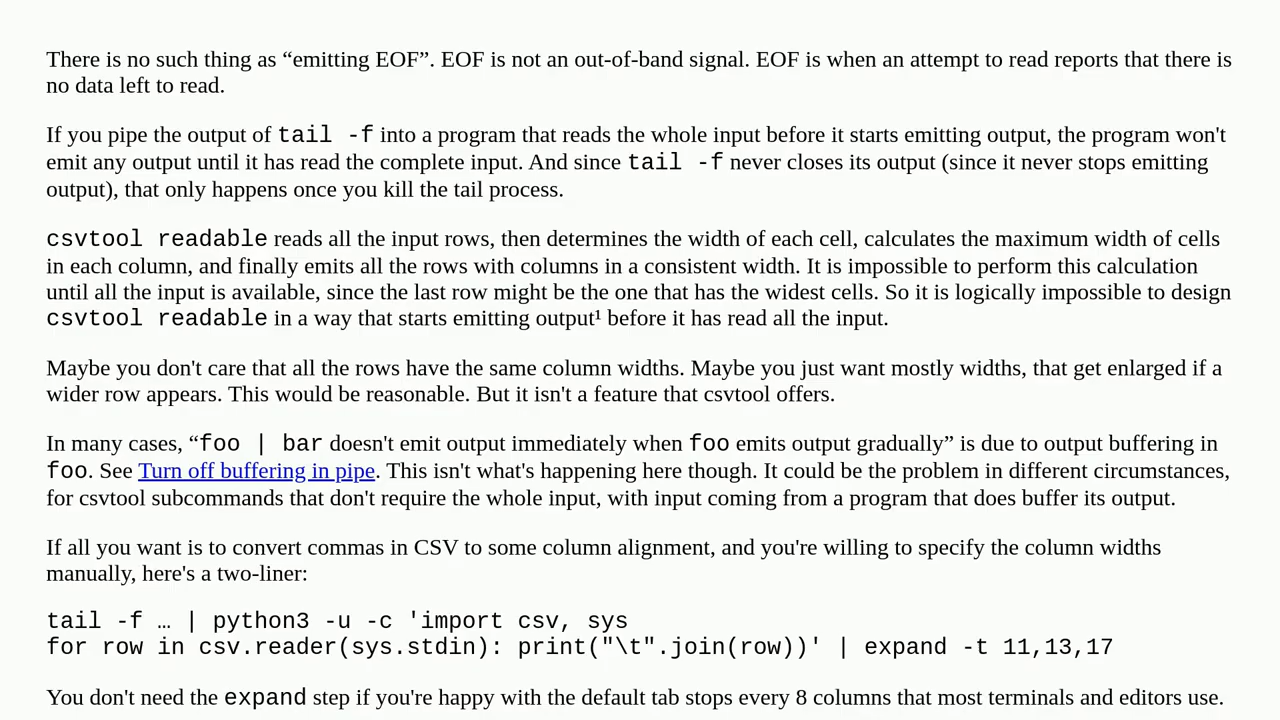 There is no such thing as “emitting EOF”. EOF is not an out-of-band signal. EOF is when an attempt to read reports that there is
no data left to read.
If you pipe the output of tail -f into a program that reads the whole input before it starts emitting output, the program won't
emit any output until it has read the complete input. And since tail -f never closes its output (since it never stops emitting
output), that only happens once you kill the tail process.
csvtool readable reads all the input rows, then determines the width of each cell, calculates the maximum width of cells
in each column, and finally emits all the rows with columns in a consistent width. It is impossible to perform this calculation
until all the input is available, since the last row might be the one that has the widest cells. So it is logically impossible to design
csvtool readable in a way that starts emitting output¹ before it has read all the input.
Maybe you don't care that all the rows have the same column widths. Maybe you just want mostly widths, that get enlarged if a
wider row appears. This would be reasonable. But it isn't a feature that csvtool offers.
In many cases, “foo | bar doesn't emit output immediately when foo emits output gradually” is due to output buffering in
foo. See Turn off buffering in pipe. This isn't what's happening here though. It could be the problem in different circumstances,
for csvtool subcommands that don't require the whole input, with input coming from a program that does buffer its output.
If all you want is to convert commas in CSV to some column alignment, and you're willing to specify the column widths
manually, here's a two-liner:
tail -f … | python3 -u -c 'import csv, sys
for row in csv.reader(sys.stdin): print("\t".join(row))' | expand -t 11,13,17
You don't need the expand step if you're happy with the default tab stops every 8 columns that most terminals and editors use.